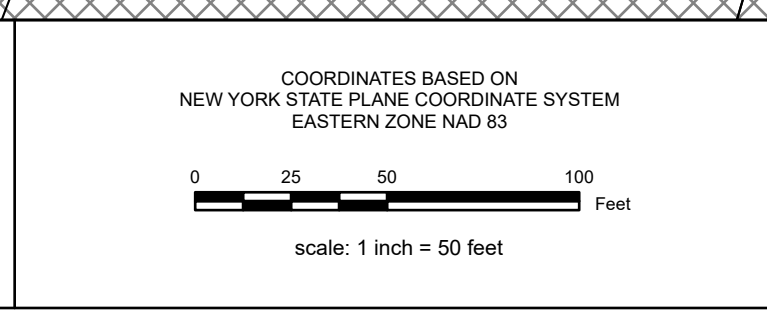 COORDINATES BASED ON
NEW YORK STATE PLANE COORDINATE SYSTEM
EASTERN ZONE NAD 83
0 25 50 100
Feet
scale: 1 inch = 50 feet